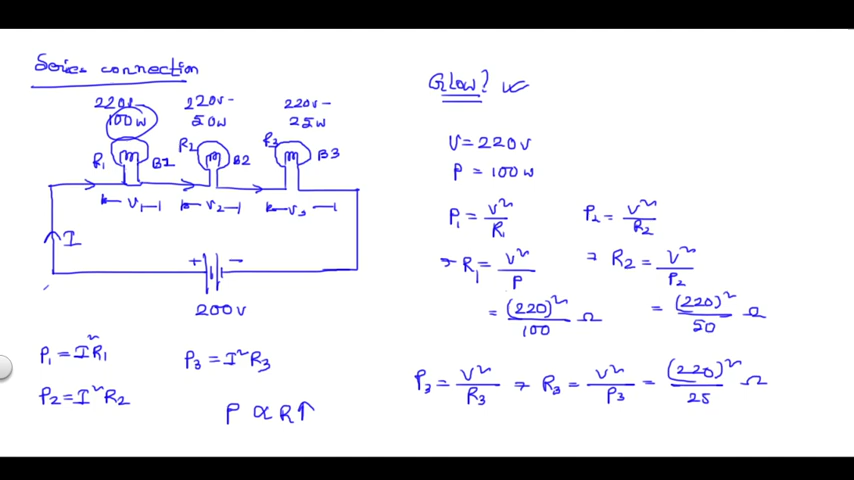 Series connection
220V- 220V- 220V-
100W 50W 25W
R1 B1 R2 B2 R3 B3
V1 V2 V3
I
+ -
200V
P1 = I²R1
P2 = I²R2
P3 = I²R3
P ∝ R↑
Glow?
V = 220V
P = 100W
P1 = V²/R1
⇒ R1 = V²/P
= (220)²/100 Ω
P2 = V²/R2
⇒ R2 = V²/P2
= (220)²/50 Ω
P3 = V²/R3 ⇒ R3 = V²/P3 = (220)²/25 Ω